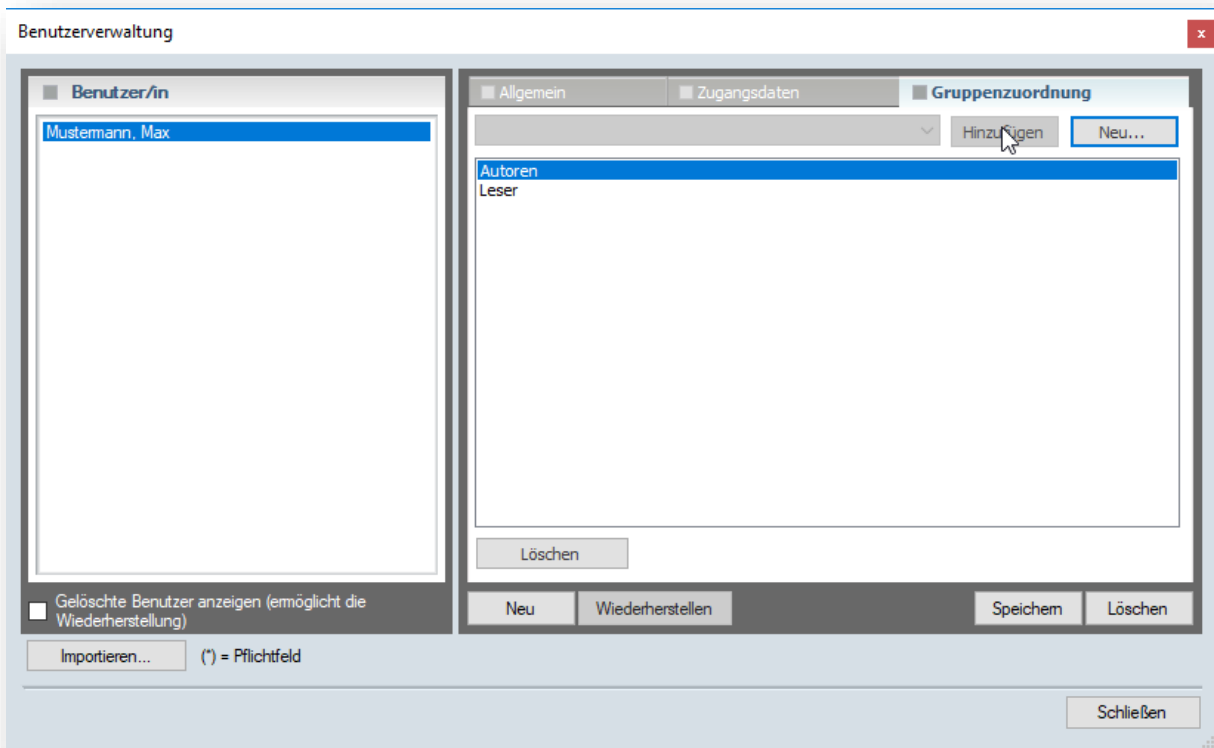 Benutzerverwaltung
x
Benutzer/in
Mustermann, Max
Gelöschte Benutzer anzeigen (ermöglicht die
Wiederherstellung)
Allgemein
Zugangsdaten
Gruppenzuordnung
Hinzufügen
Neu...
Autoren
Leser
Löschen
Neu
Wiederherstellen
Speichern
Löschen
Importieren...
(*) = Pflichtfeld
Schließen